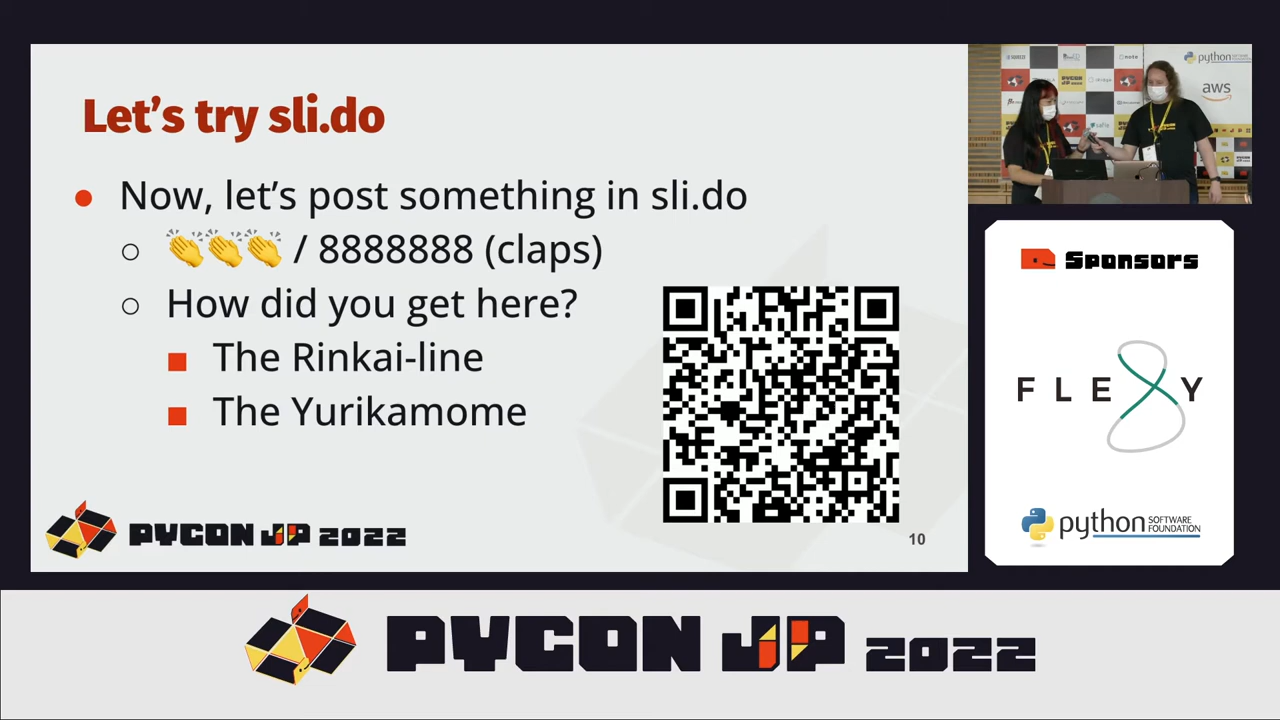 Let's try sli.do
Now, let's post something in sli.do
👏👏👏 / 8888888 (claps)
How did you get here?
The Rinkai-line
The Yurikamome
PYCON JP 2022
10
python
aws
Sponsors
FLEXY
python SOFTWARE FOUNDATION
PYCON JP 2022